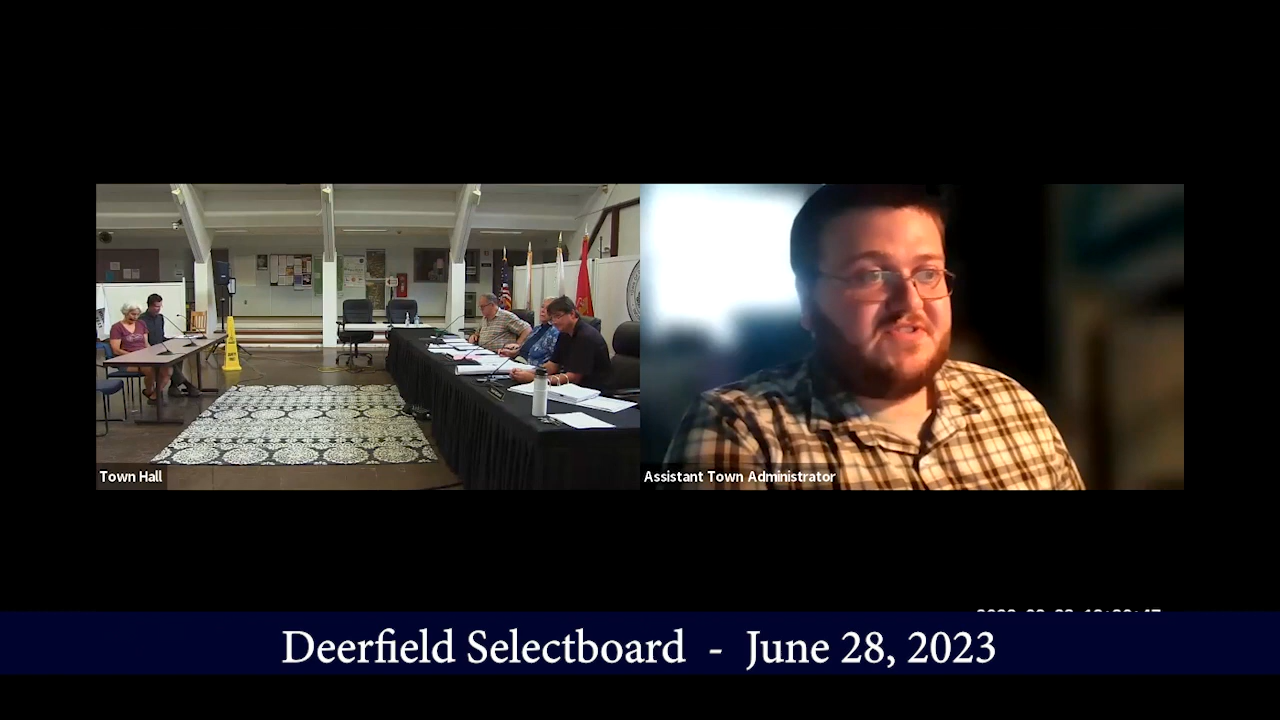 Town Hall
Assistant Town Administrator
Deerfield Selectboard - June 28, 2023